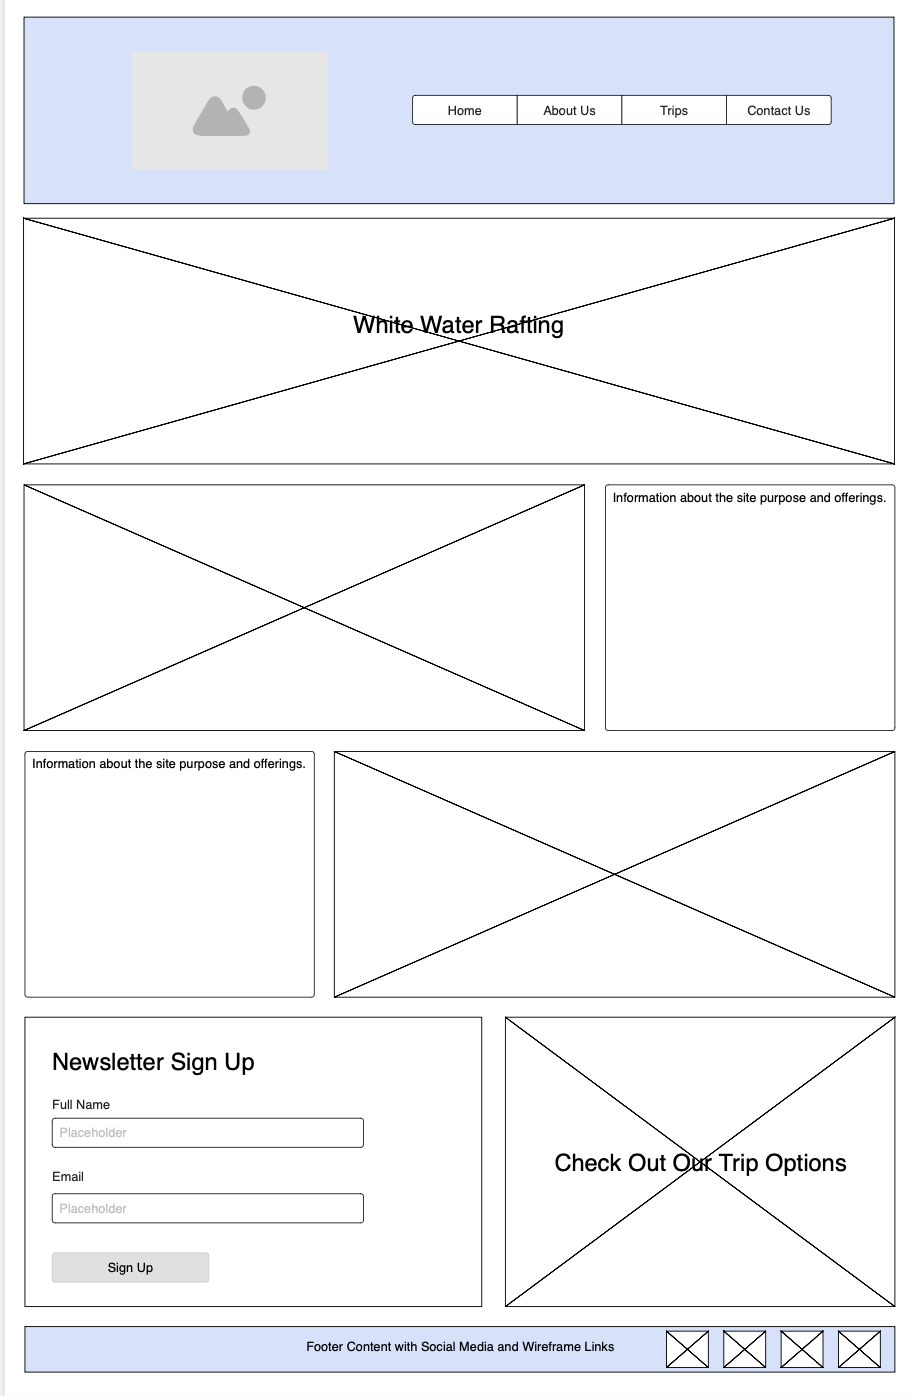 Home
About Us
Trips
Contact Us
White Water Rafting
Information about the site purpose and offerings.
Information about the site purpose and offerings.
Newsletter Sign Up
Full Name
Placeholder
Email
Placeholder
Sign Up
Check Out Our Trip Options
Footer Content with Social Media and Wireframe Links